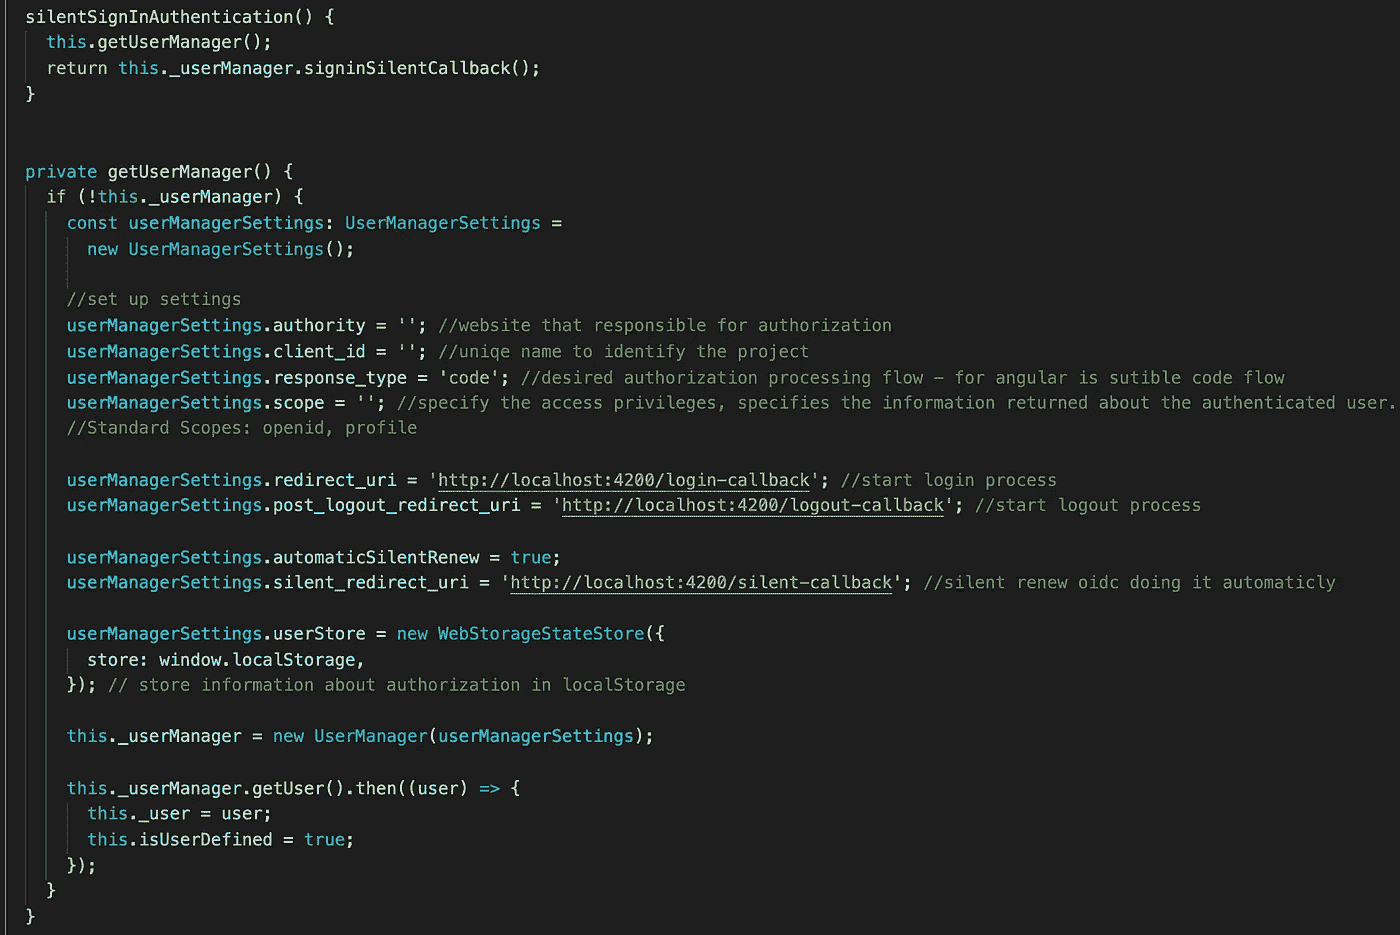 silentSignInAuthentication() {
this.getUserManager();
return this._userManager.signinSilentCallback();
}
private getUserManager() {
if (!this._userManager) {
const userManagerSettings: UserManagerSettings =
new UserManagerSettings();
//set up settings
userManagerSettings.authority = ''; //website that responsible for authorization
userManagerSettings.client_id = ''; //uniqe name to identify the project
userManagerSettings.response_type = 'code'; //desired authorization processing flow – for angular is sutible code flow
userManagerSettings.scope = ''; //specify the access privileges, specifies the information returned about the authenticated user.
//Standard Scopes: openid, profile
userManagerSettings.redirect_uri = 'http://localhost:4200/login-callback'; //start login process
userManagerSettings.post_logout_redirect_uri = 'http://localhost:4200/logout-callback'; //start logout process
userManagerSettings.automaticSilentRenew = true;
userManagerSettings.silent_redirect_uri = 'http://localhost:4200/silent-callback'; //silent renew oidc doing it automaticly
userManagerSettings.userStore = new WebStorageStateStore({
store: window.localStorage,
}); // store information about authorization in localStorage
this._userManager = new UserManager(userManagerSettings);
this._userManager.getUser().then((user) => {
this._user = user;
this.isUserDefined = true;
});
}
}